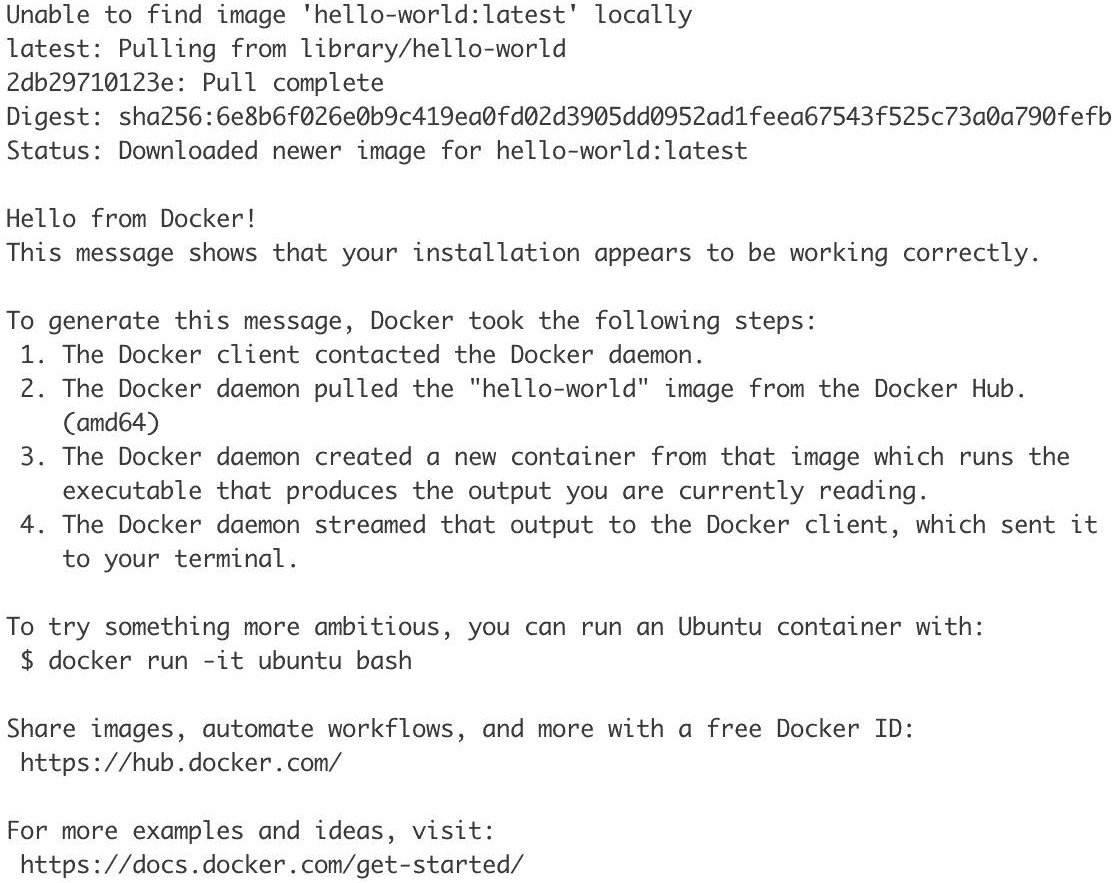 Unable to find image 'hello-world:latest' locally
latest: Pulling from library/hello-world
2db29710123e: Pull complete
Digest: sha256:6e8b6f026e0b9c419ea0fd02d3905dd0952ad1feea67543f525c73a0a790fefb
Status: Downloaded newer image for hello-world:latest

Hello from Docker!
This message shows that your installation appears to be working correctly.

To generate this message, Docker took the following steps:
 1. The Docker client contacted the Docker daemon.
 2. The Docker daemon pulled the "hello-world" image from the Docker Hub.
    (amd64)
 3. The Docker daemon created a new container from that image which runs the
    executable that produces the output you are currently reading.
 4. The Docker daemon streamed that output to the Docker client, which sent it
    to your terminal.

To try something more ambitious, you can run an Ubuntu container with:
 $ docker run -it ubuntu bash

Share images, automate workflows, and more with a free Docker ID:
 https://hub.docker.com/

For more examples and ideas, visit:
 https://docs.docker.com/get-started/